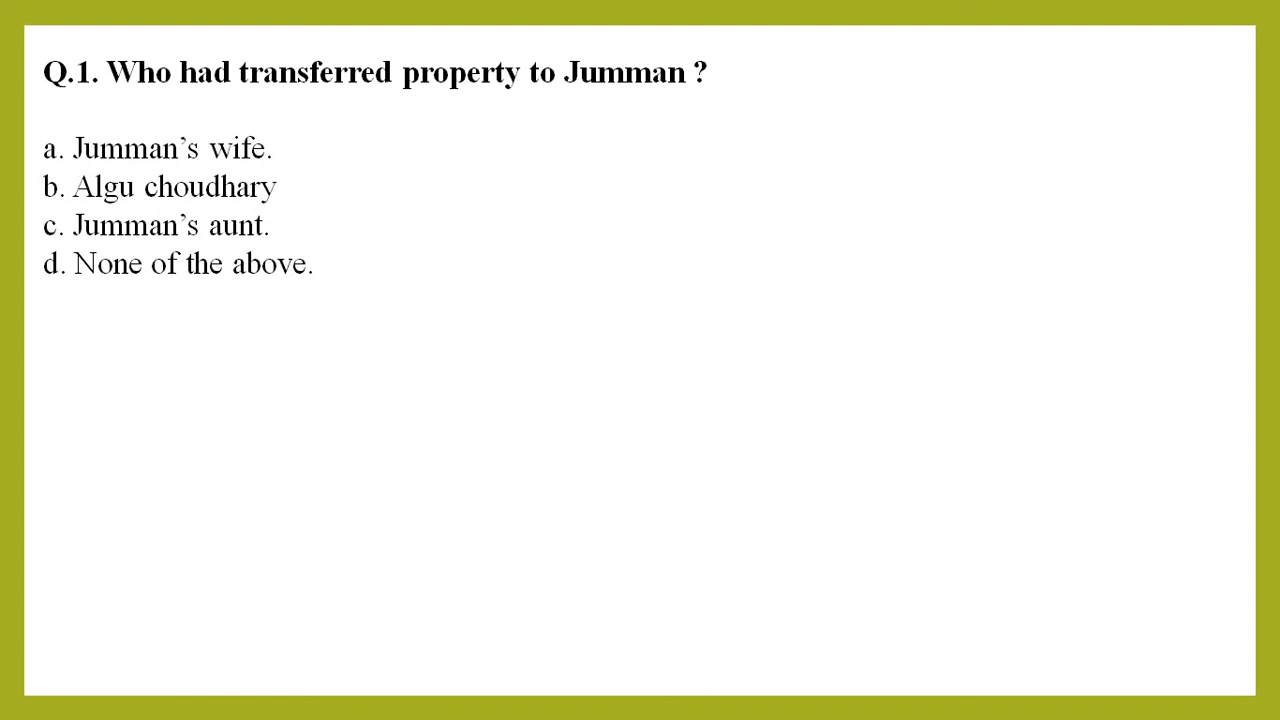 Q.1. Who had transferred property to Jumman ?
a. Jumman’s wife.
b. Algu choudhary
c. Jumman’s aunt.
d. None of the above.